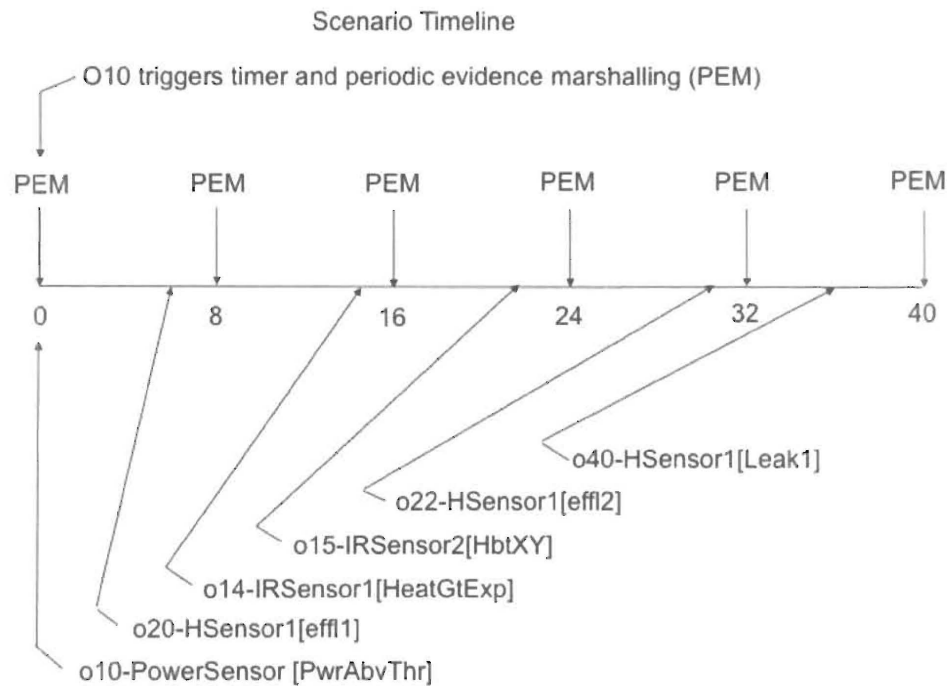 Scenario Timeline
O10 triggers timer and periodic evidence marshalling (PEM)
PEM PEM PEM PEM PEM PEM
0 8 16 24 32 40
o40-HSensor1[Leak1]
o22-HSensor1[effl2]
o15-IRSensor2[HbtXY]
o14-IRSensor1[HeatGtExp]
o20-HSensor1[effl1]
o10-PowerSensor [PwrAbvThr]